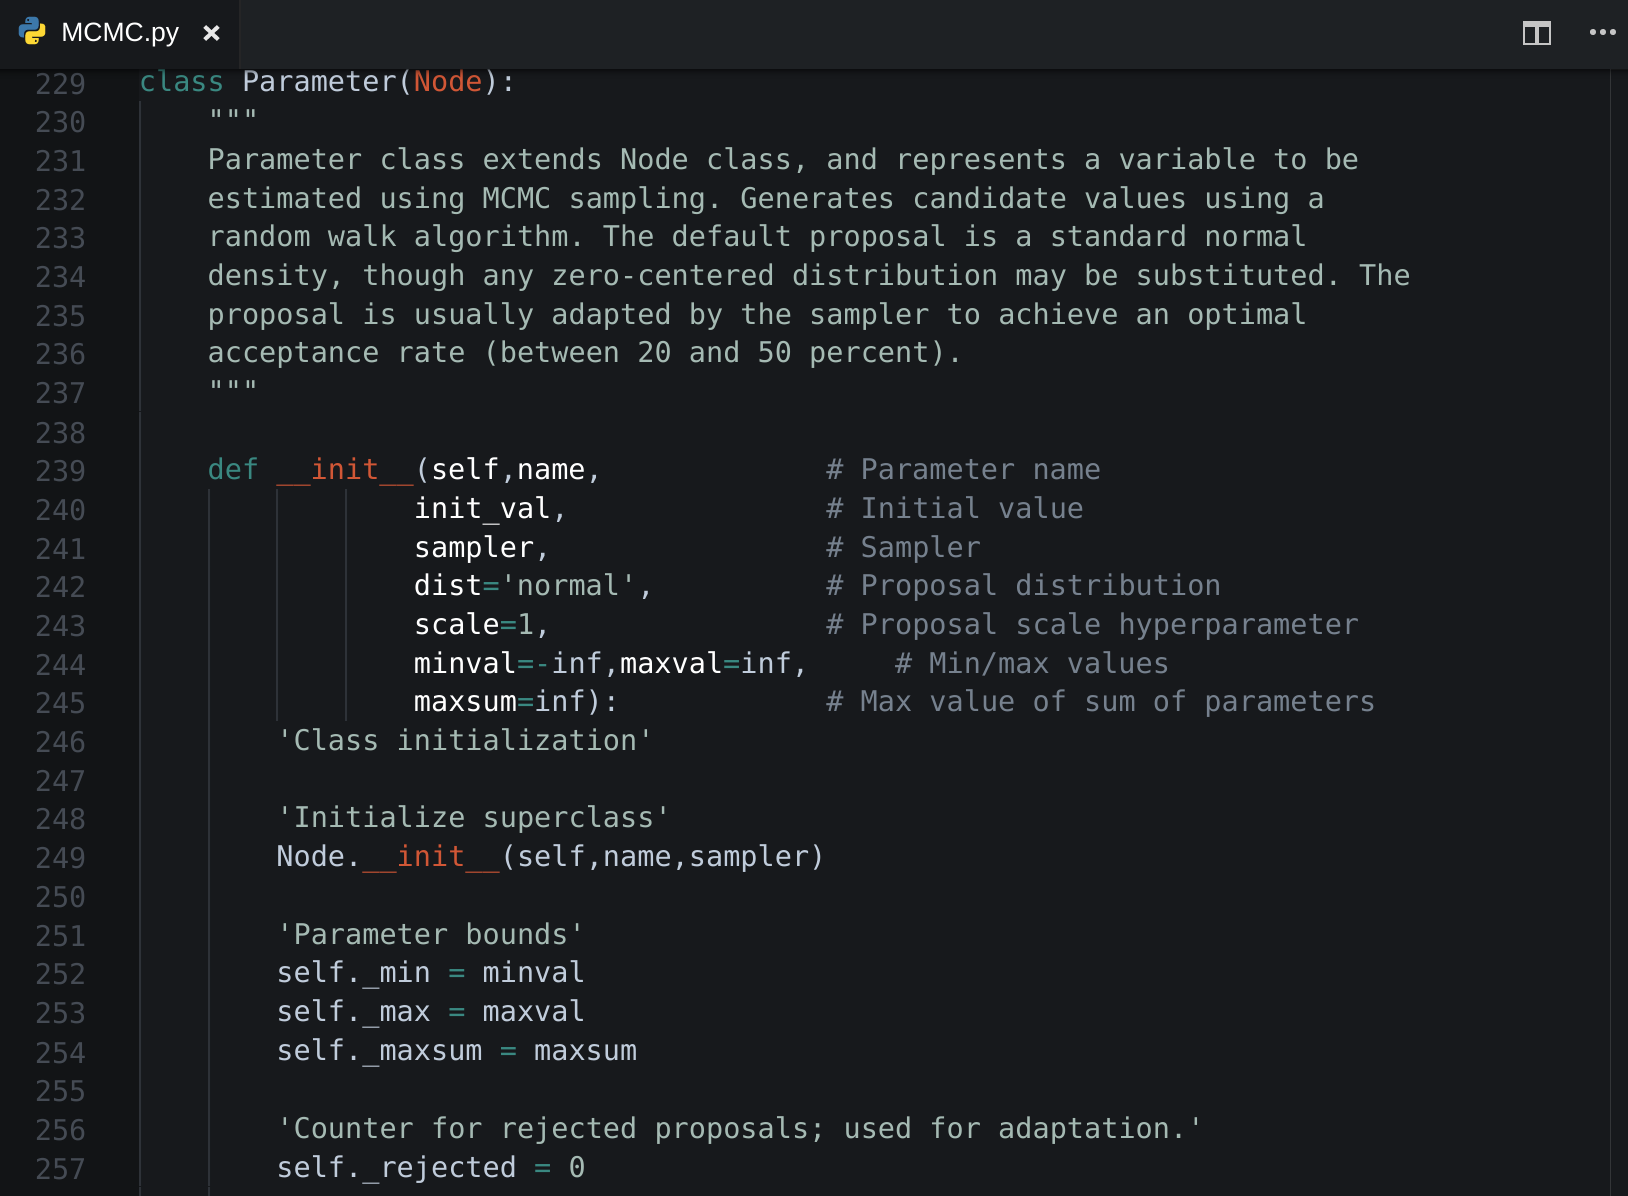 MCMC.py
229 class Parameter(Node):
230     """
231     Parameter class extends Node class, and represents a variable to be
232     estimated using MCMC sampling. Generates candidate values using a
233     random walk algorithm. The default proposal is a standard normal
234     density, though any zero-centered distribution may be substituted. The
235     proposal is usually adapted by the sampler to achieve an optimal
236     acceptance rate (between 20 and 50 percent).
237     """
238
239     def __init__(self,name,             # Parameter name
240                 init_val,               # Initial value
241                 sampler,                # Sampler
242                 dist='normal',          # Proposal distribution
243                 scale=1,                # Proposal scale hyperparameter
244                 minval=-inf,maxval=inf,     # Min/max values
245                 maxsum=inf):            # Max value of sum of parameters
246         'Class initialization'
247
248         'Initialize superclass'
249         Node.__init__(self,name,sampler)
250
251         'Parameter bounds'
252         self._min = minval
253         self._max = maxval
254         self._maxsum = maxsum
255
256         'Counter for rejected proposals; used for adaptation.'
257         self._rejected = 0